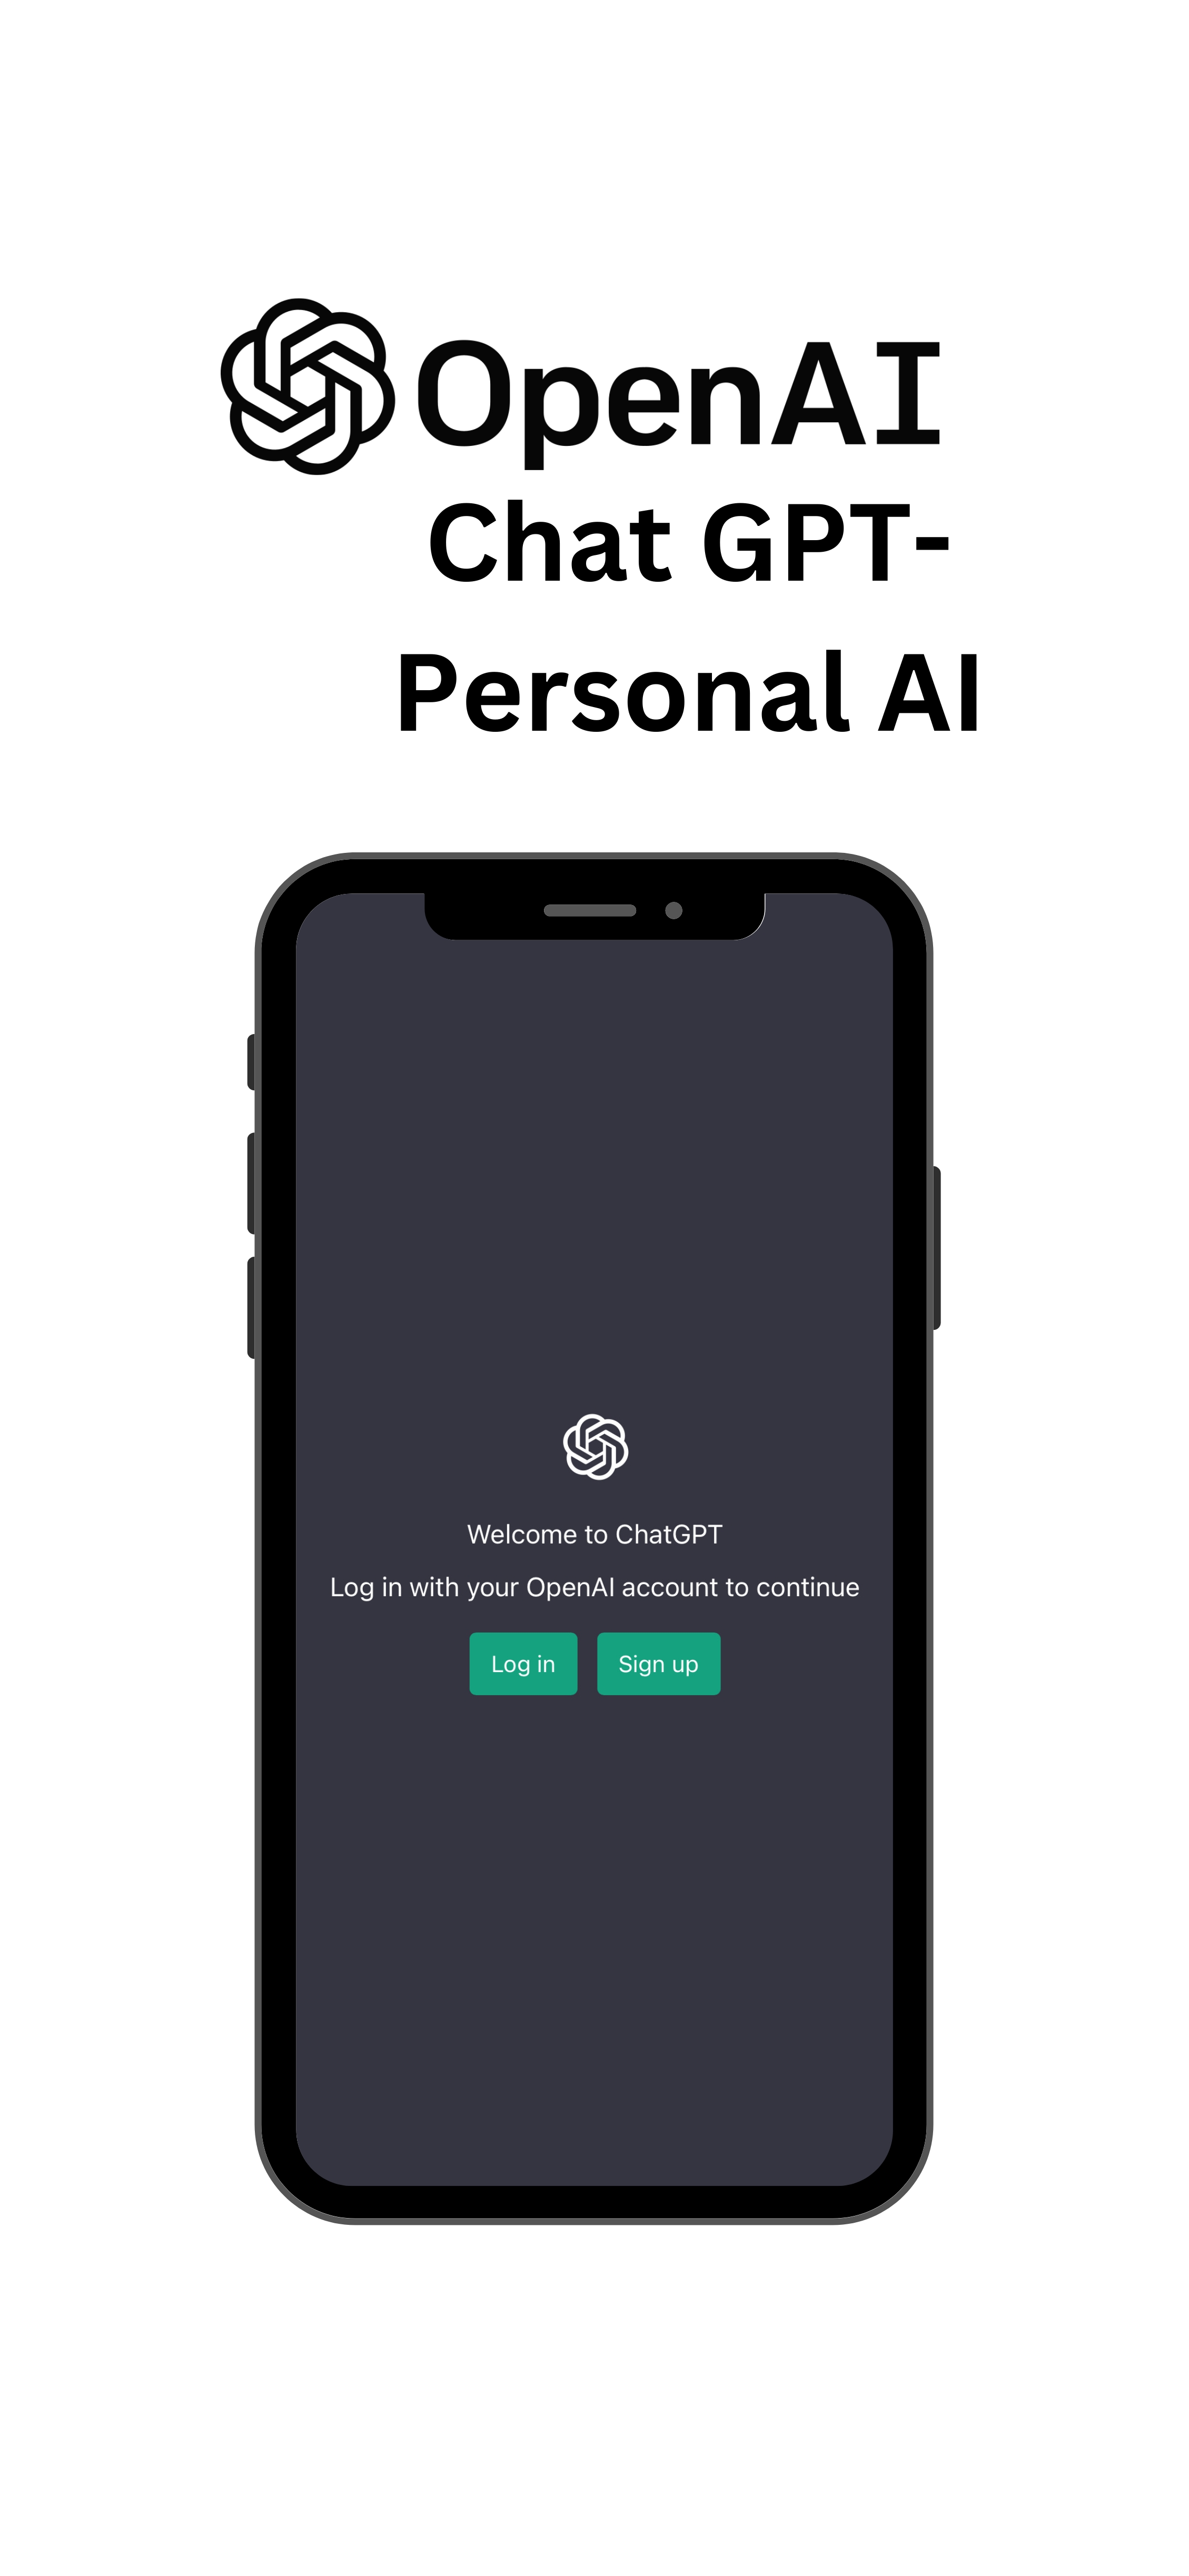 OpenAI
Chat GPT-
Personal AI
Welcome to ChatGPT
Log in with your OpenAI account to continue
Log in
Sign up